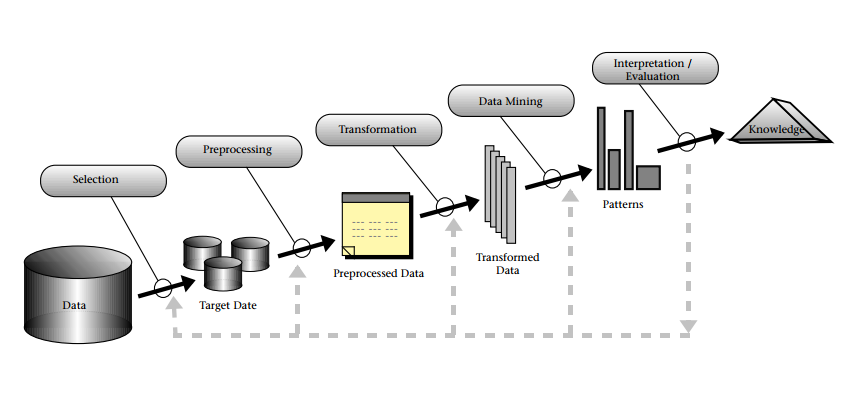 Interpretation /
Evaluation
Data Mining
Transformation
Preprocessing
Selection
Knowledge
Patterns
Transformed
Data
Preprocessed Data
Target Date
Data